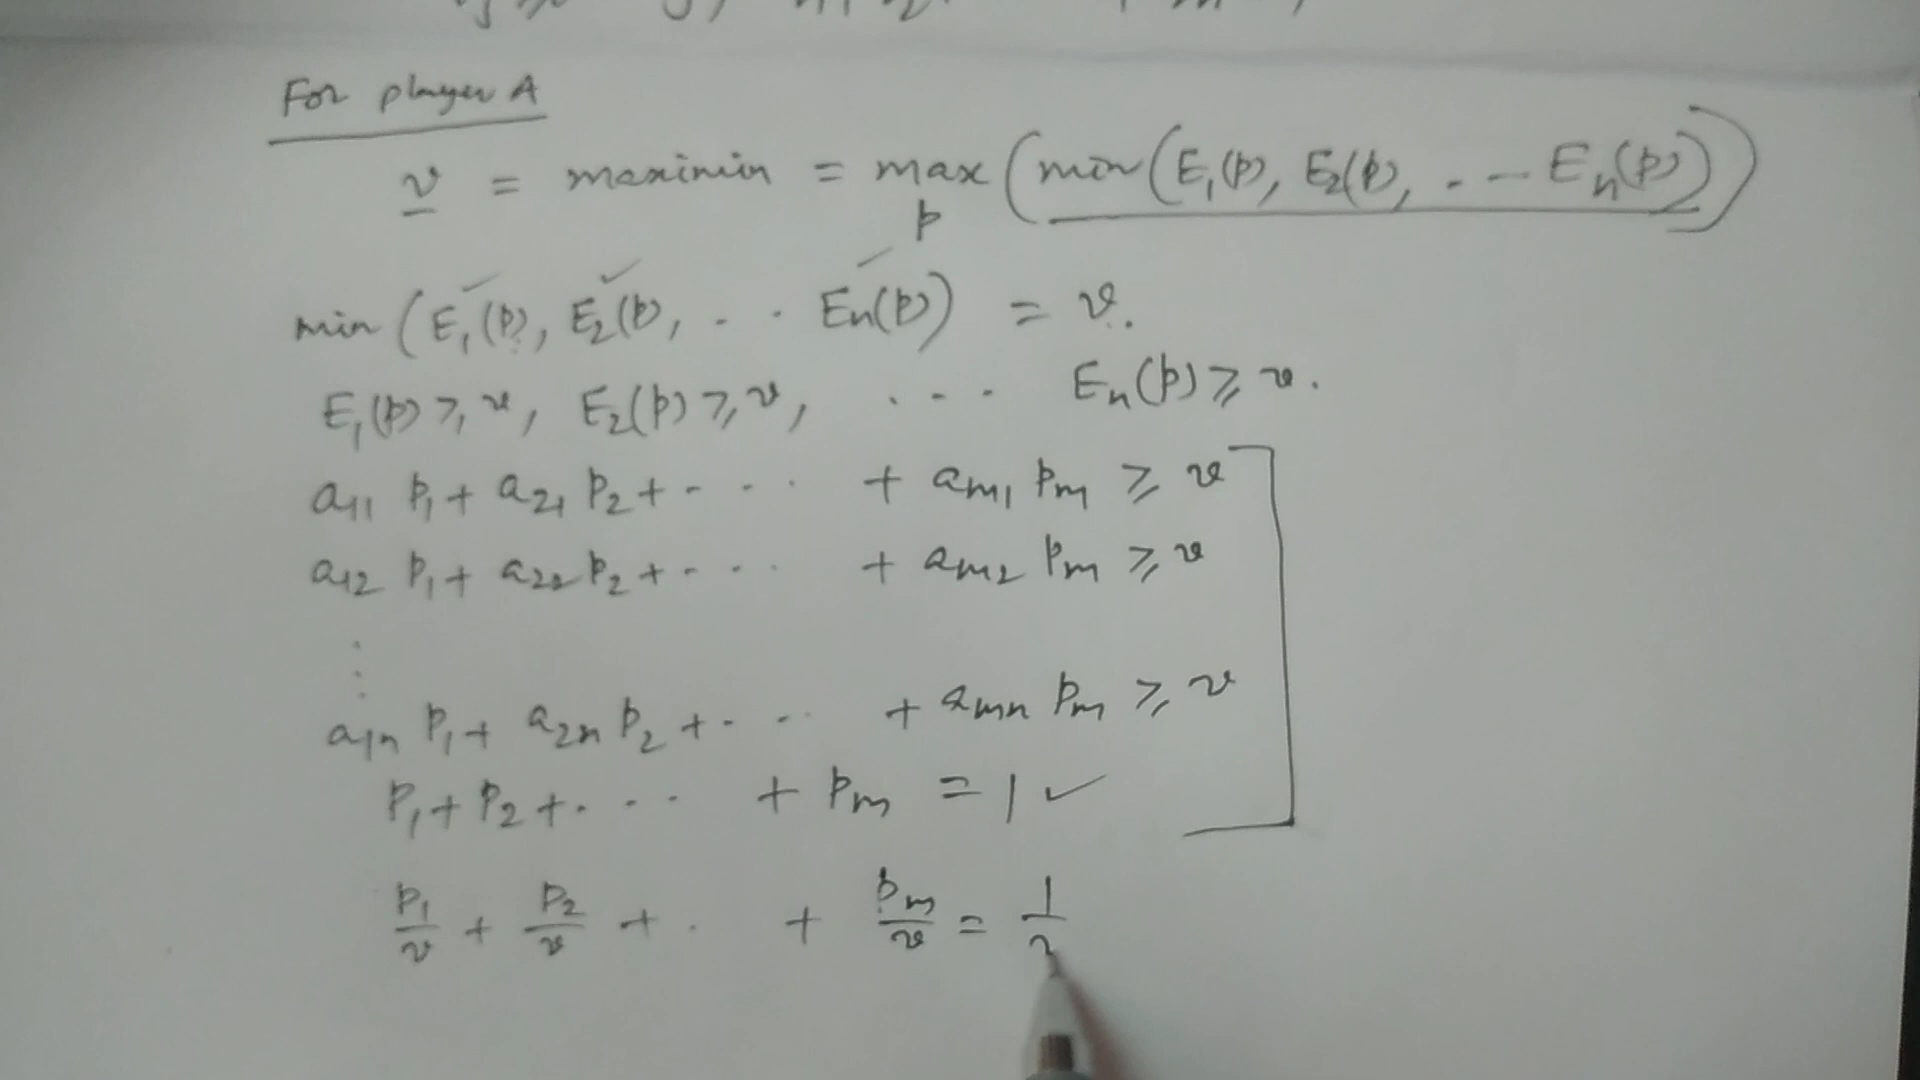 For player A
v = maximin = max p (min(E₁(p), E₂(p), . . - Eₙ(p)))
min (E₁(p), E₂(p), . . Eₙ(p)) = v.
E₁(p) ≥ v, E₂(p) ≥ v, . . . Eₙ(p) ≥ v.
a₁₁ p₁ + a₂₁ p₂ + - - . . + aₘ₁ pₘ ≥ v
a₁₂ p₁ + a₂₂ p₂ + - . . . + aₘ₂ pₘ ≥ v
⋮
a₁ₙ p₁ + a₂ₙ p₂ + - - . . + aₘₙ pₘ ≥ v
p₁ + p₂ + . . . . + pₘ = 1 ✓
p₁/v + p₂/v + . + pₘ/v = 1/v